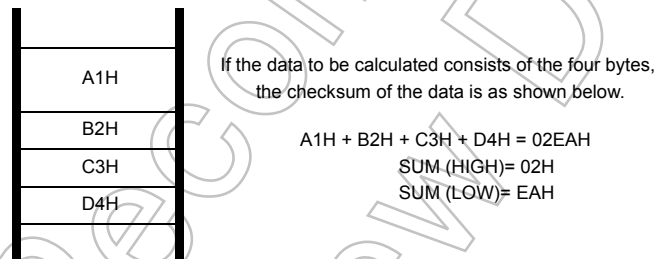 A1H
B2H
C3H
D4H
If the data to be calculated consists of the four bytes,
the checksum of the data is as shown below.
A1H + B2H + C3H + D4H = 02EAH
SUM (HIGH)= 02H
SUM (LOW)= EAH